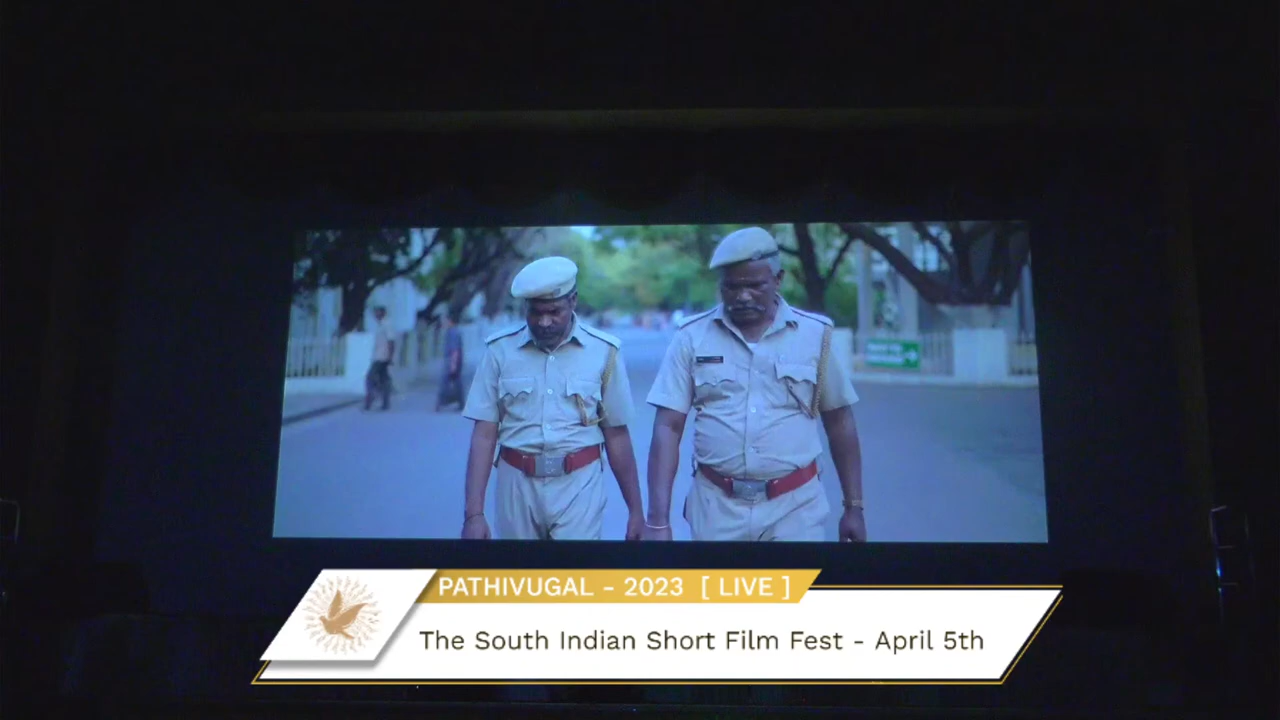 PATHIVUGAL - 2023 [ LIVE ]
The South Indian Short Film Fest - April 5th